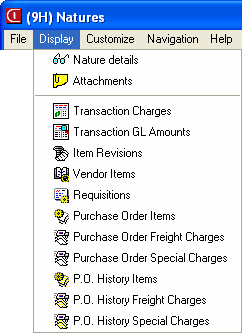 (9H) Natures
File Display Customize Navigation Help
Nature details
Attachments
Transaction Charges
Transaction GL Amounts
Item Revisions
Vendor Items
Requisitions
Purchase Order Items
Purchase Order Freight Charges
Purchase Order Special Charges
P.O. History Items
P.O. History Freight Charges
P.O. History Special Charges